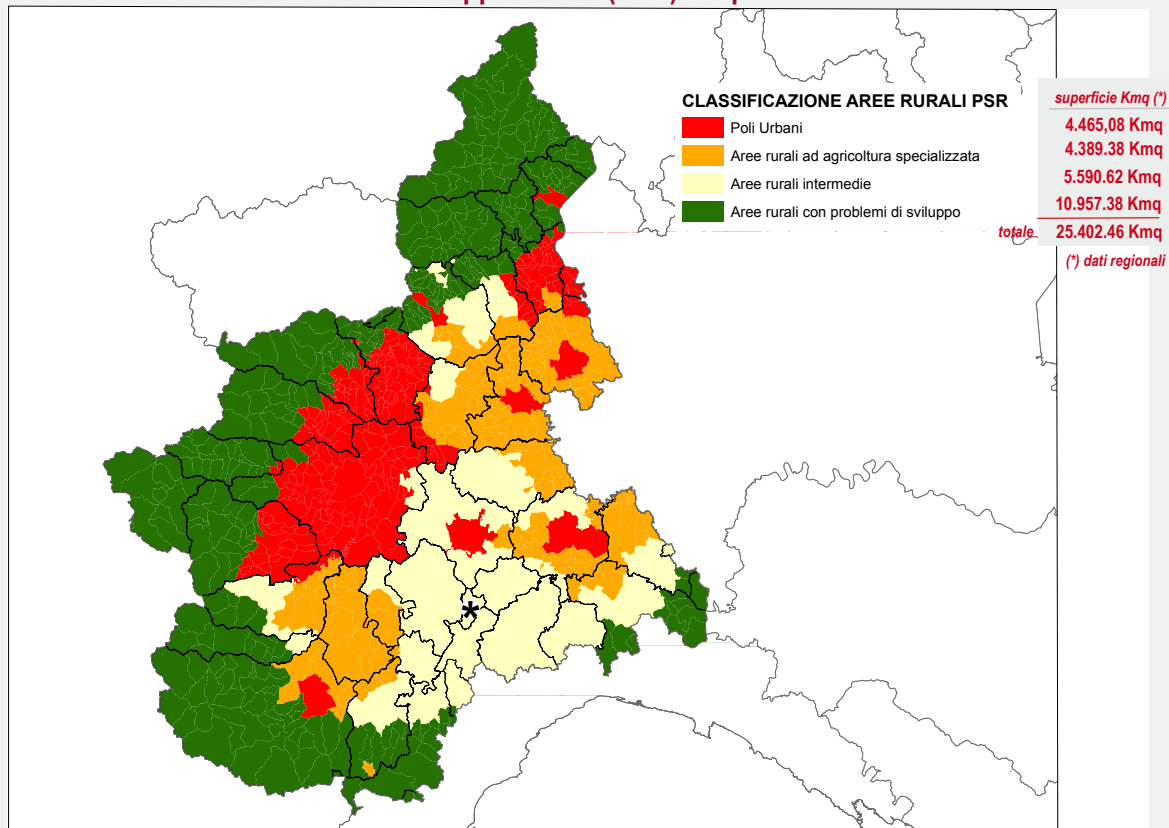 CLASSIFICAZIONE AREE RURALI PSR
superficie Kmq (*)
Poli Urbani
4.465,08 Kmq
Aree rurali ad agricoltura specializzata
4.389.38 Kmq
Aree rurali intermedie
5.590.62 Kmq
Aree rurali con problemi di sviluppo
10.957.38 Kmq
totale 25.402.46 Kmq
(*) dati regionali
*